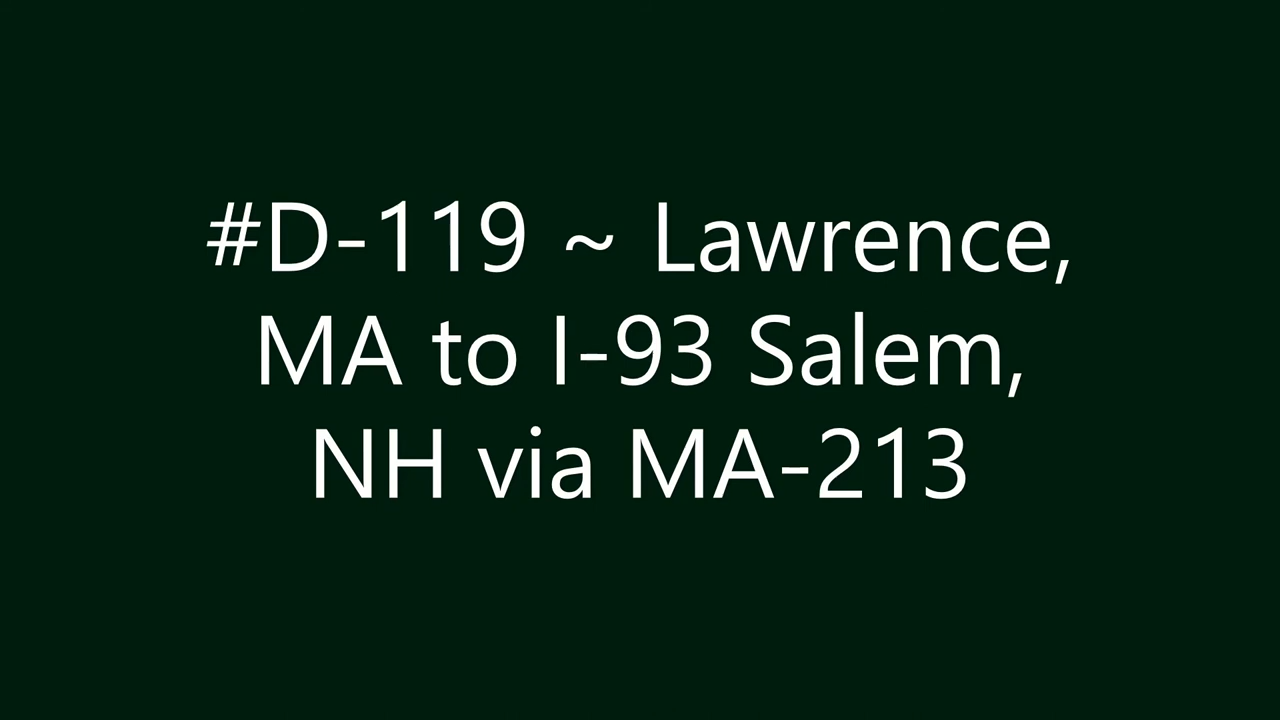 #D-119 ~ Lawrence,
MA to I-93 Salem,
NH via MA-213